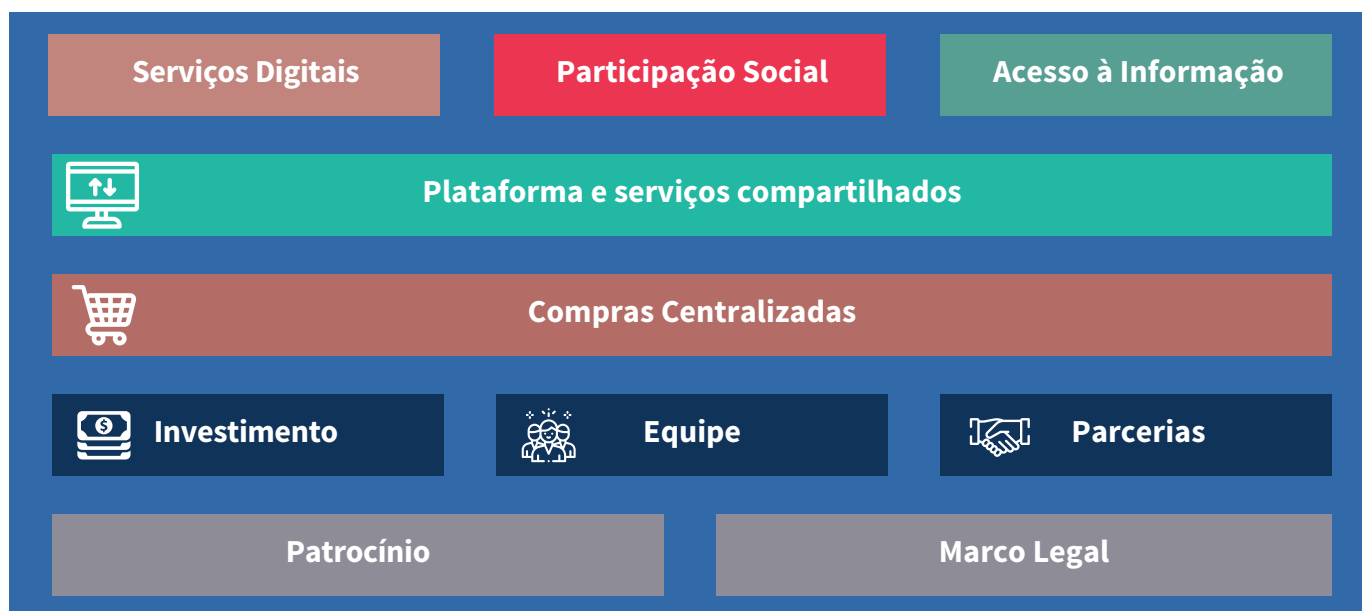 Serviços Digitais
Participação Social
Acesso à Informação
Plataforma e serviços compartilhados
Compras Centralizadas
$ Investimento
Equipe
Parcerias
Patrocínio
Marco Legal